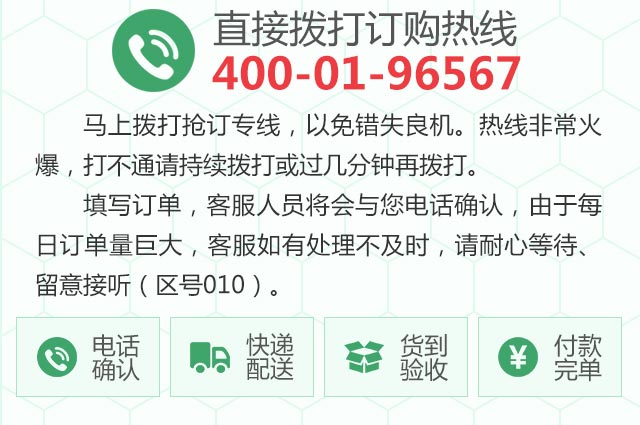 直接拨打订购热线
400-01-96567
马上拨打抢订专线，以免错失良机。热线非常火
爆，打不通请持续拨打或过几分钟再拨打。
填写订单，客服人员将会与您电话确认，由于每
日订单量巨大，客服如有处理不及时，请耐心等待、
留意接听（区号010）。
电话
确认
快递
配送
货到
验收
¥
付款
完单